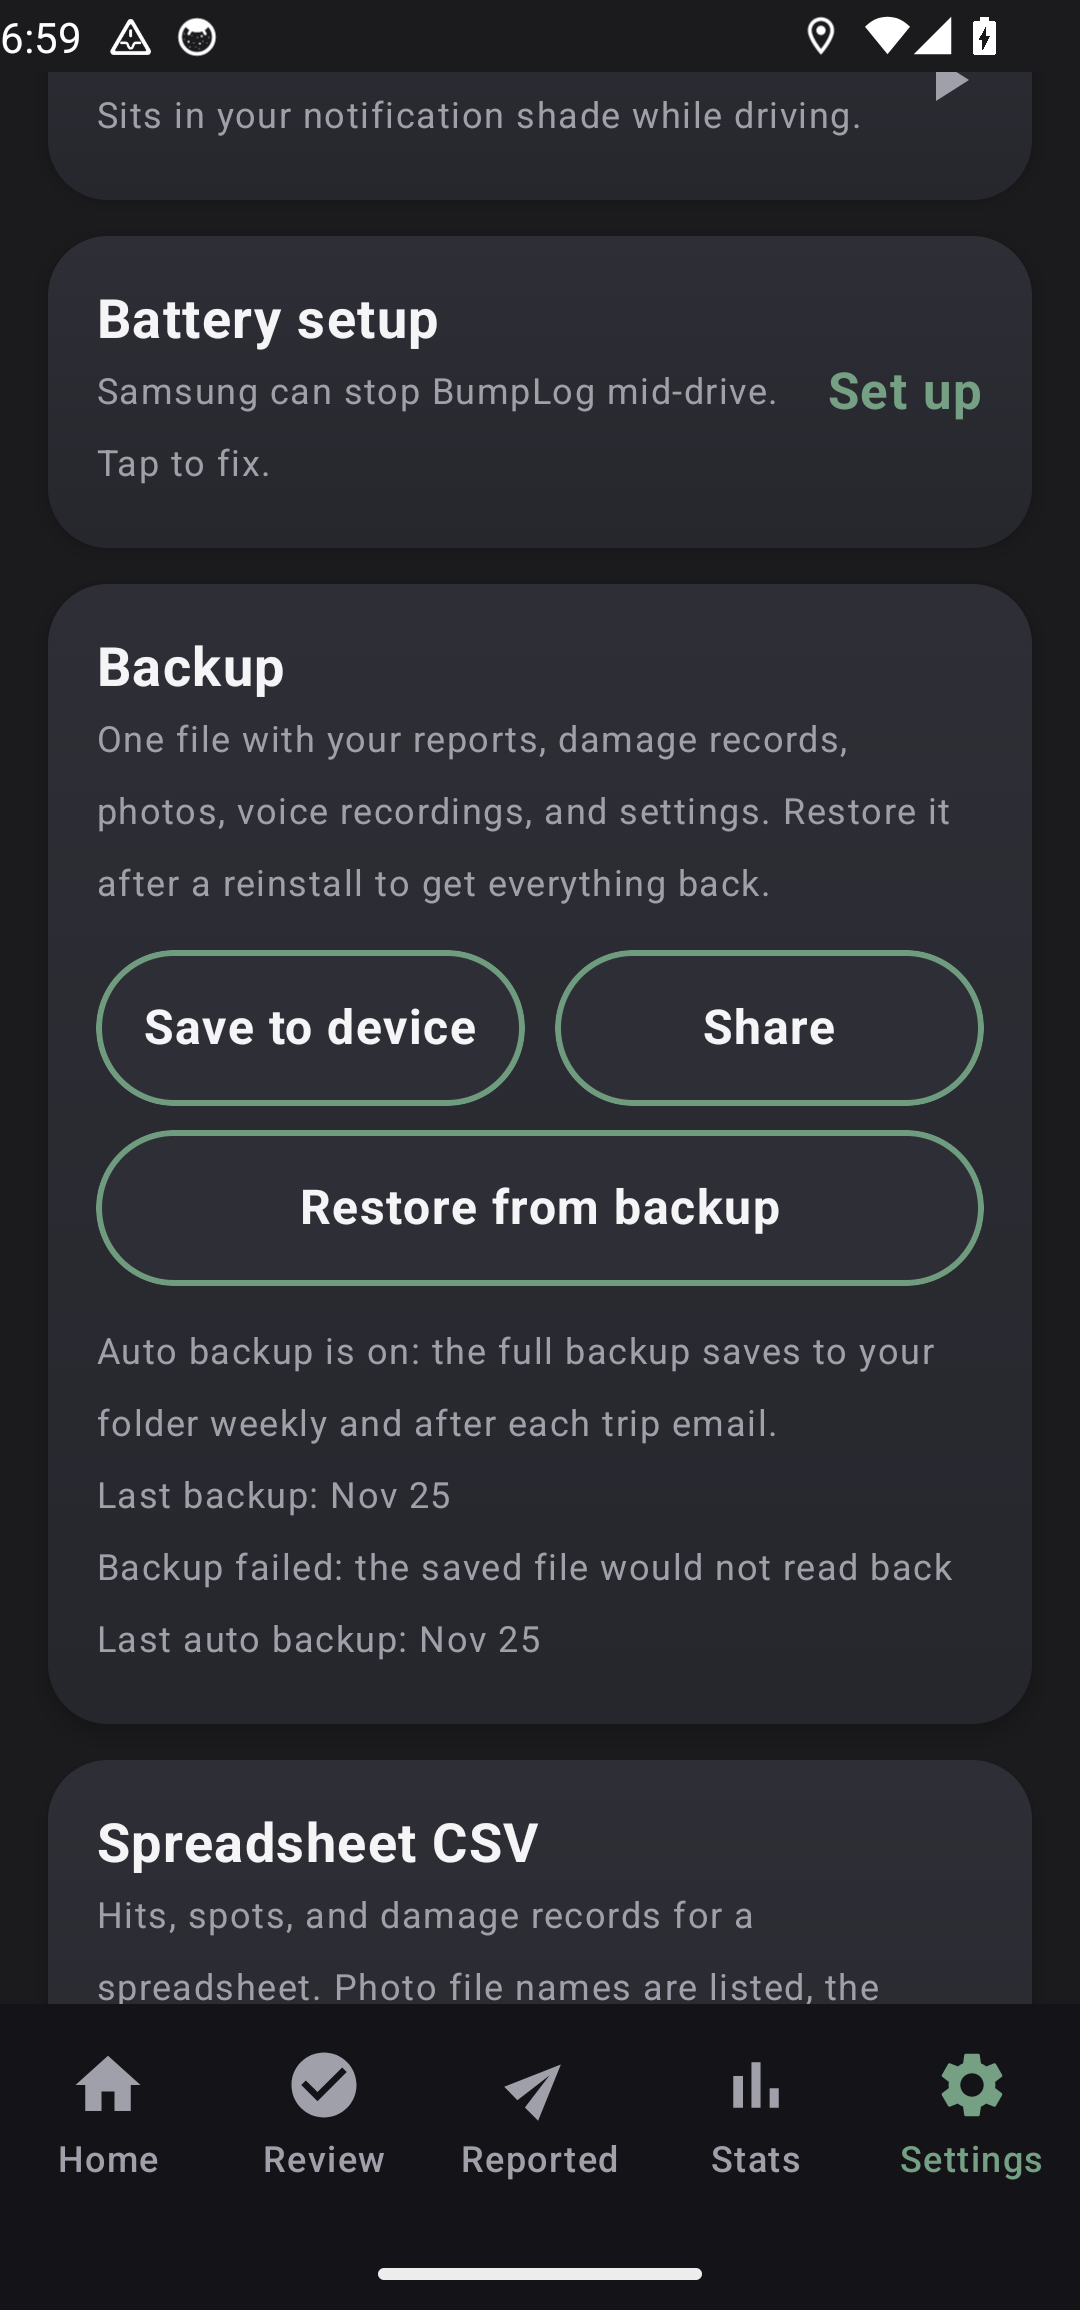 6:59
Sits in your notification shade while driving.
Battery setup
Samsung can stop BumpLog mid-drive.
Tap to fix.
Set up
Backup
One file with your reports, damage records,
photos, voice recordings, and settings. Restore it
after a reinstall to get everything back.
Save to device
Share
Restore from backup
Auto backup is on: the full backup saves to your
folder weekly and after each trip email.
Last backup: Nov 25
Backup failed: the saved file would not read back
Last auto backup: Nov 25
Spreadsheet CSV
Hits, spots, and damage records for a
spreadsheet. Photo file names are listed, the
Home
Review
Reported
Stats
Settings